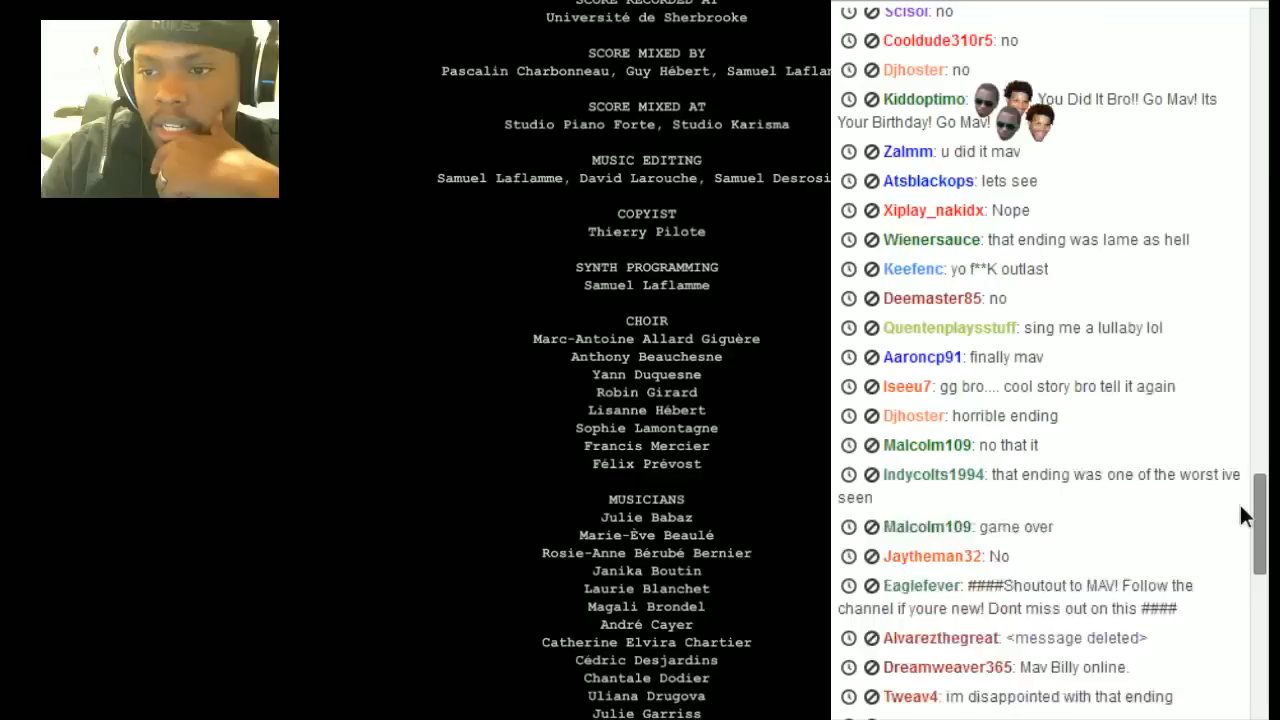 SCORE RECORDED AT
Université de Sherbrooke
SCORE MIXED BY
Pascalin Charbonneau, Guy Hébert, Samuel Laflam
SCORE MIXED AT
Studio Piano Forte, Studio Karisma
MUSIC EDITING
Samuel Laflamme, David Larouche, Samuel Desrosi
COPYIST
Thierry Pilote
SYNTH PROGRAMMING
Samuel Laflamme
CHOIR
Marc-Antoine Allard Giguère
Anthony Beauchesne
Yann Duquesne
Robin Girard
Lisanne Hébert
Sophie Lamontagne
Francis Mercier
Félix Prévost
MUSICIANS
Julie Babaz
Marie-Ève Beaulé
Rosie-Anne Bérubé Bernier
Janika Boutin
Laurie Blanchet
Magali Brondel
André Cayer
Catherine Elvira Chartier
Cédric Desjardins
Chantale Dodier
Uliana Drugova
Julie Garriss
Scisor: no
Cooldude310r5: no
Djhoster: no
Kiddoptimo: You Did It Bro!! Go Mav! Its
Your Birthday! Go Mav!
Zalmm: u did it mav
Atsblackops: lets see
Xiplay_nakidx: Nope
Wienersauce: that ending was lame as hell
Keefenc: yo f**K outlast
Deemaster85: no
Quentenplaysstuff: sing me a lullaby lol
Aaroncp91: finally mav
Iseeu7: gg bro.... cool story bro tell it again
Djhoster: horrible ending
Malcolm109: no that it
Indycolts1994: that ending was one of the worst ive
seen
Malcolm109: game over
Jaytheman32: No
Eaglefever: ####Shoutout to MAV! Follow the
channel if youre new! Dont miss out on this ####
Alvarezthegreat: <message deleted>
Dreamweaver365: Mav Billy online.
Tweav4: im disappointed with that ending